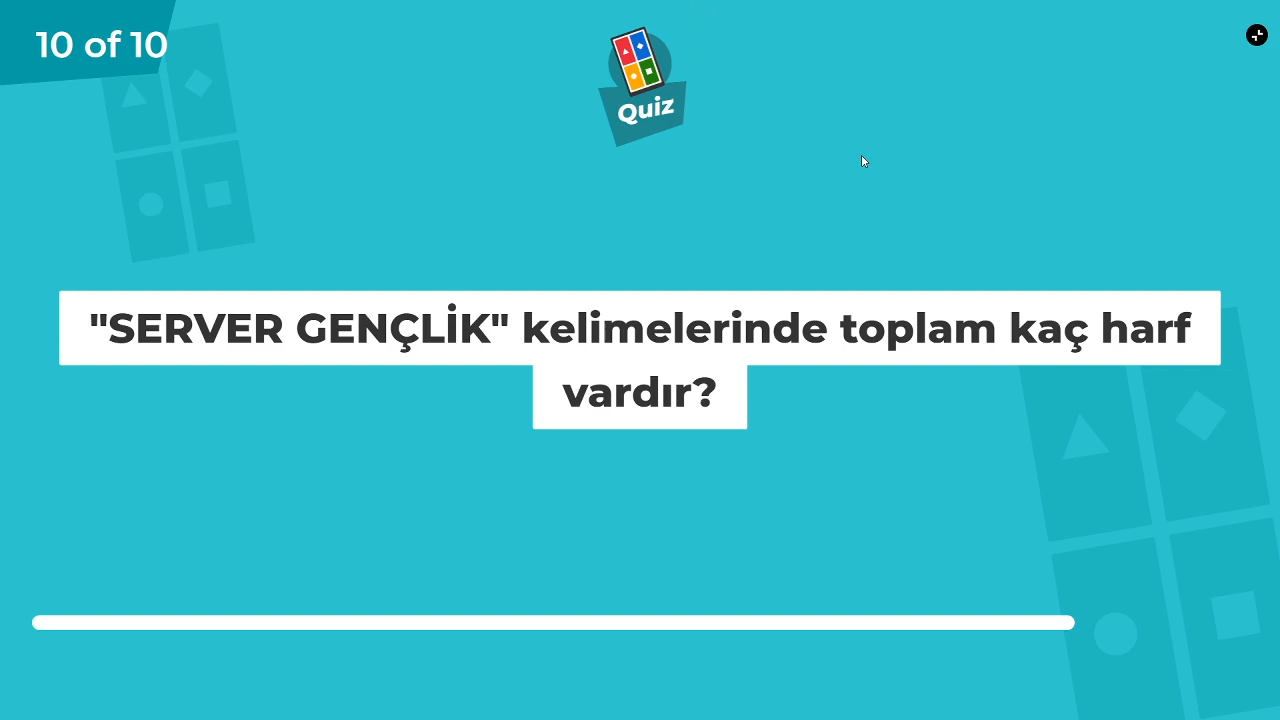 10 of 10
Quiz
"SERVER GENÇLİK" kelimelerinde toplam kaç harf
vardır?